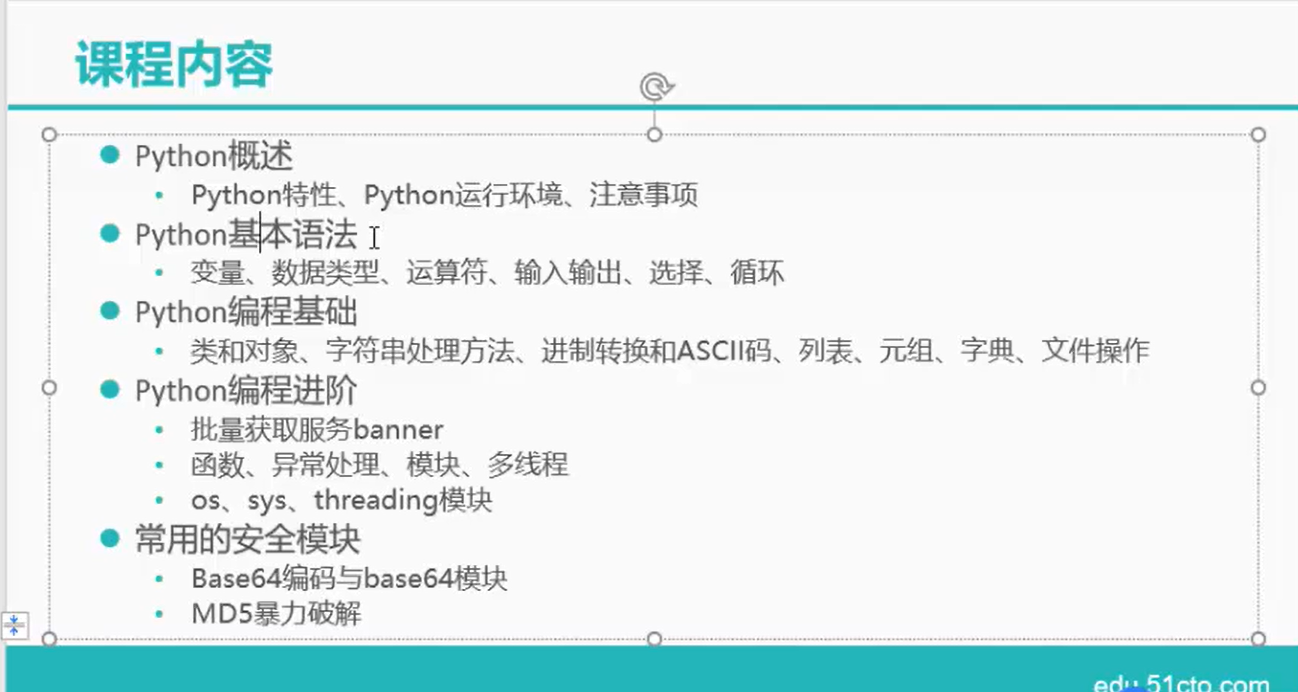 课程内容
Python概述
Python特性、Python运行环境、注意事项
Python基本语法
变量、数据类型、运算符、输入输出、选择、循环
Python编程基础
类和对象、字符串处理方法、进制转换和ASCII码、列表、元组、字典、文件操作
Python编程进阶
批量获取服务banner
函数、异常处理、模块、多线程
os、sys、threading模块
常用的安全模块
Base64编码与base64模块
MD5暴力破解
edu.51cto.com